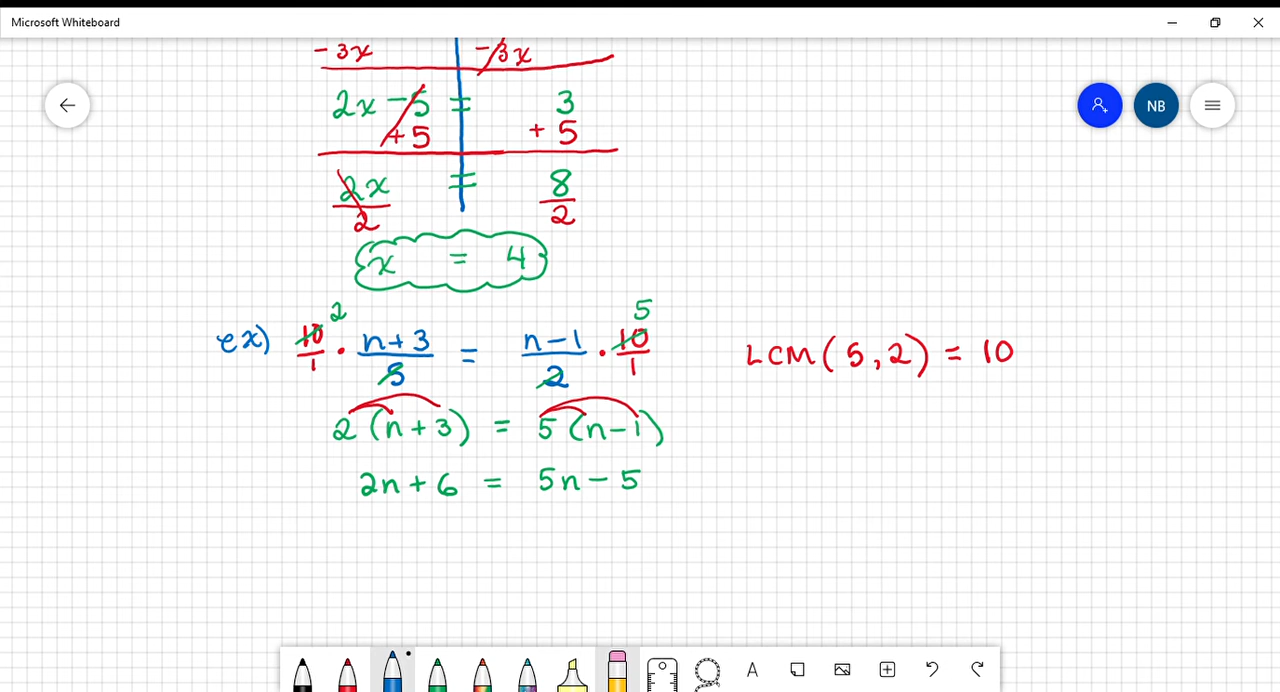 Microsoft Whiteboard
-3x -3x
2x - 5 = 3
+5 +5
2x = 8
2 2
NB
x = 4
2 5
ex) 10/1 · n+3/5 = n-1/2 · 10/1 LCM(5,2) = 10
2(n+3) = 5(n-1)
2n+6 = 5n-5
A